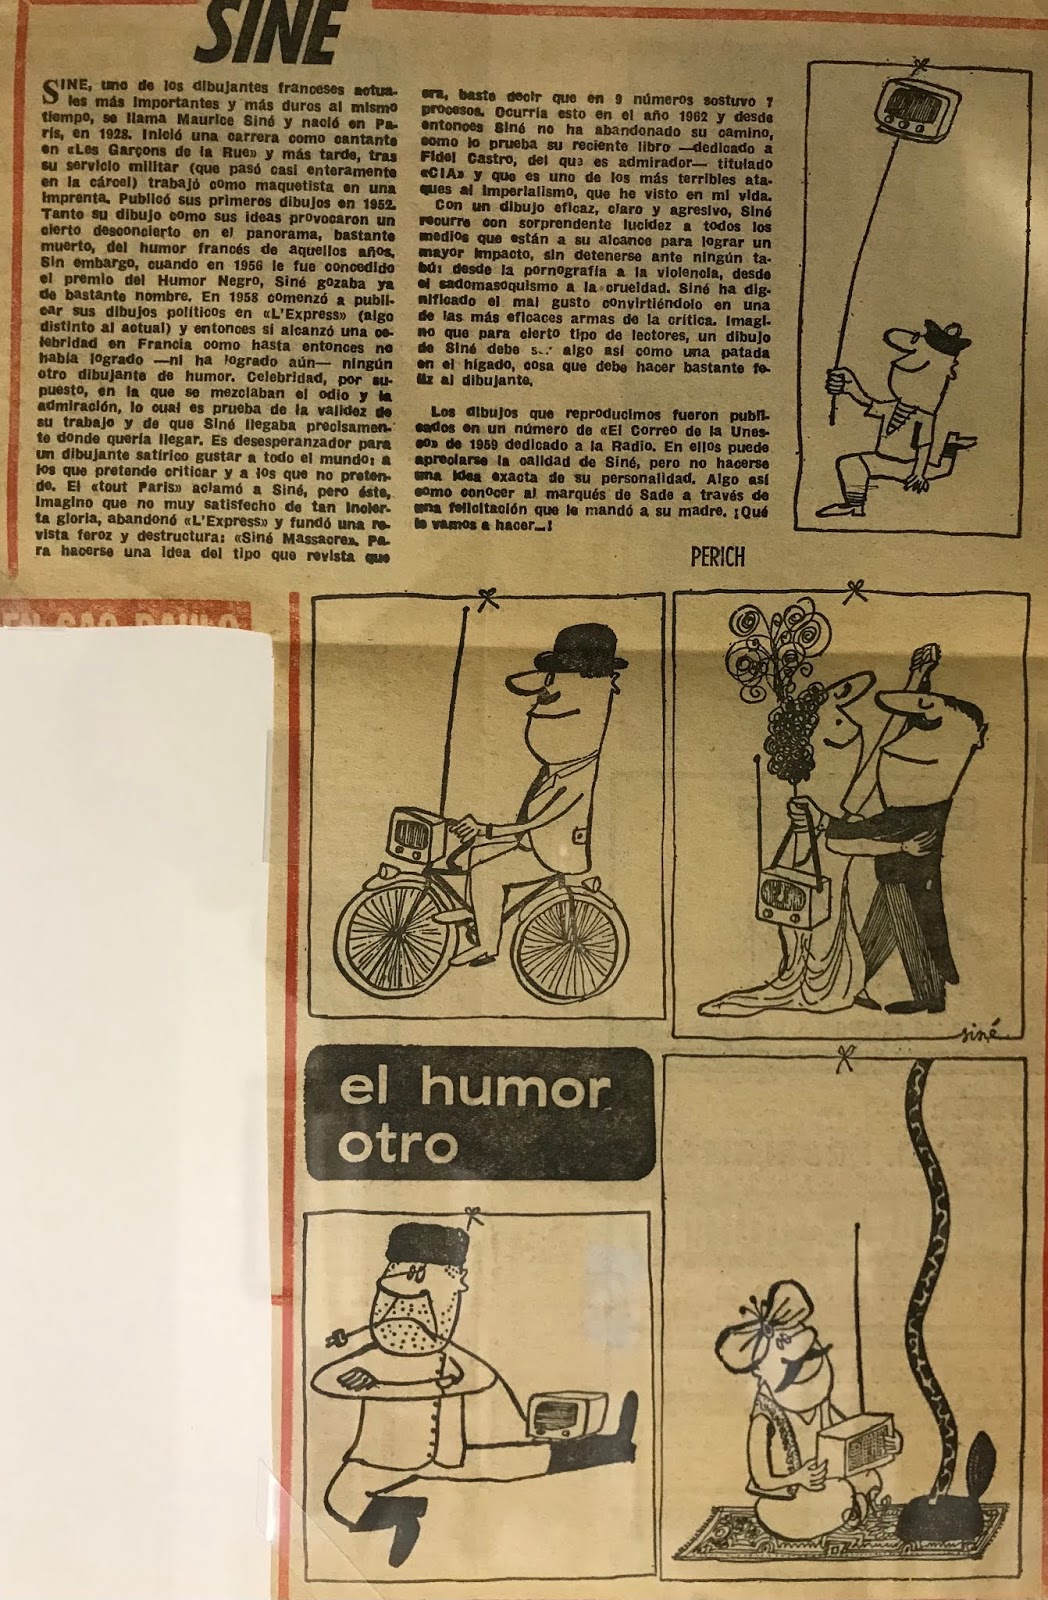 SINE
SINE, uno de los dibujantes franceses actua-
les más importantes y más duros al mismo
tiempo, se llama Maurice Siné y nació en Pa-
rís, en 1928. Inició una carrera como cantante
en «Les Garçons de la Rue» y más tarde, tras
su servicio militar (que pasó casi enteramente
en la cárcel) trabajó como maquetista en una
imprenta. Publicó sus primeros dibujos en 1952.
Tanto su dibujo como sus ideas provocaron un
cierto desconcierto en el panorama, bastante
muerto, del humor francés de aquellos años.
Sin embargo, cuando en 1956 le fue concedido
el premio del Humor Negro, Siné gozaba ya
de bastante nombre. En 1958 comenzó a publi-
car sus dibujos políticos en «L'Express» (algo
distinto al actual) y entonces sí alcanzó una ce-
lebridad en Francia como hasta entonces no
había logrado —ni ha logrado aún— ningún
otro dibujante de humor. Celebridad, por su-
puesto, en la que se mezclaban el odio y la
admiración, lo cual es prueba de la validez de
su trabajo y de que Siné llegaba precisamen-
te donde quería llegar. Es desesperanzador para
un dibujante satírico gustar a todo el mundo: a
los que pretende criticar y a los que no preten-
de. El «tout Paris» aclamó a Siné, pero éste,
imagino que no muy satisfecho de tan incier-
ta gloria, abandonó «L'Express» y fundó una re-
vista feroz y destructura: «Siné Massacre». Pa-
ra hacerse una idea del tipo que revista que
era, baste decir que en 9 números sostuvo 7
procesos. Ocurría esto en el año 1962 y desde
entonces Siné no ha abandonado su camino,
como lo prueba su reciente libro —dedicado a
Fidel Castro, del que es admirador— titulado
«CIA» y que es uno de los más terribles ata-
ques al imperialismo, que he visto en mi vida.
Con un dibujo eficaz, claro y agresivo, Siné
recurre con sorprendente lucidez a todos los
medios que están a su alcance para lograr un
mayor impacto, sin detenerse ante ningún ta-
bú: desde la pornografía a la violencia, desde
el sadomasoquismo a la crueldad. Siné ha dig-
nificado el mal gusto convirtiéndolo en una
de las más eficaces armas de la crítica. Imagi-
no que para cierto tipo de lectores, un dibujo
de Siné debe algo así como una patada
en el hígado, cosa que debe hacer bastante fe-
liz al dibujante.
Los dibujos que reproducimos fueron publi-
cados en un número de «El Correo de la Unes-
co» de 1959 dedicado a la Radio. En ellos puede
apreciarse la calidad de Siné, pero no hacerse
una idea exacta de su personalidad. Algo así
como conocer al marqués de Sade a través de
una felicitación que le mandó a su madre. ¡Qué
le vamos a hacer...!
PERICH
siné
el humor
otro